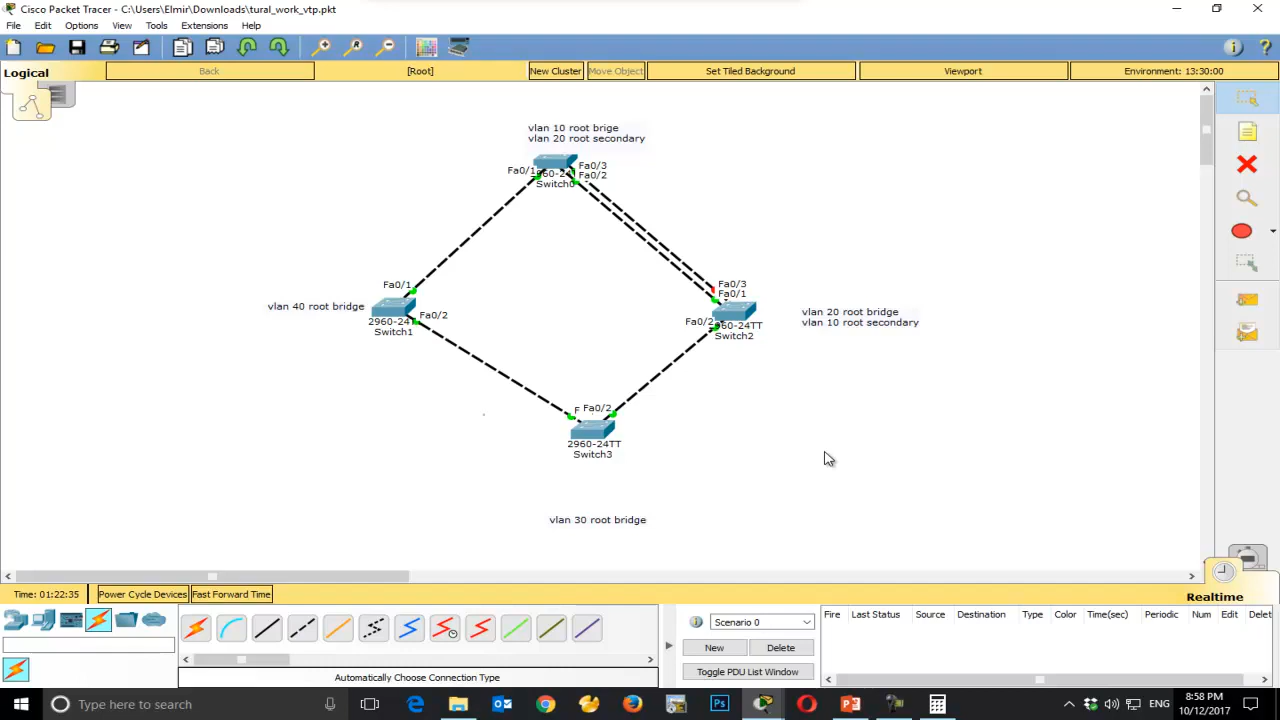 Cisco Packet Tracer - C:\Users\Elmir\Downloads\tural_work_vtp.pkt
File Edit Options View Tools Extensions Help
Logical
Back
[Root]
New Cluster
Move Object
Set Tiled Background
Viewport
Environment: 13:30:00
vlan 10 root brige
vlan 20 root secondary
Fa0/1
Fa0/3
Fa0/2
Switch0
Fa0/1
vlan 40 root bridge
Fa0/2
Switch1
Fa0/3
Fa0/1
Fa0/2
Switch2
vlan 20 root bridge
vlan 10 root secondary
F Fa0/2
2960-24TT
Switch3
vlan 30 root bridge
Time: 01:22:35
Power Cycle Devices
Fast Forward Time
Realtime
Scenario 0
New
Delete
Toggle PDU List Window
Fire Last Status Source Destination Type Color Time(sec) Periodic Num Edit Delet
Automatically Choose Connection Type
Type here to search
ENG
8:58 PM
10/12/2017